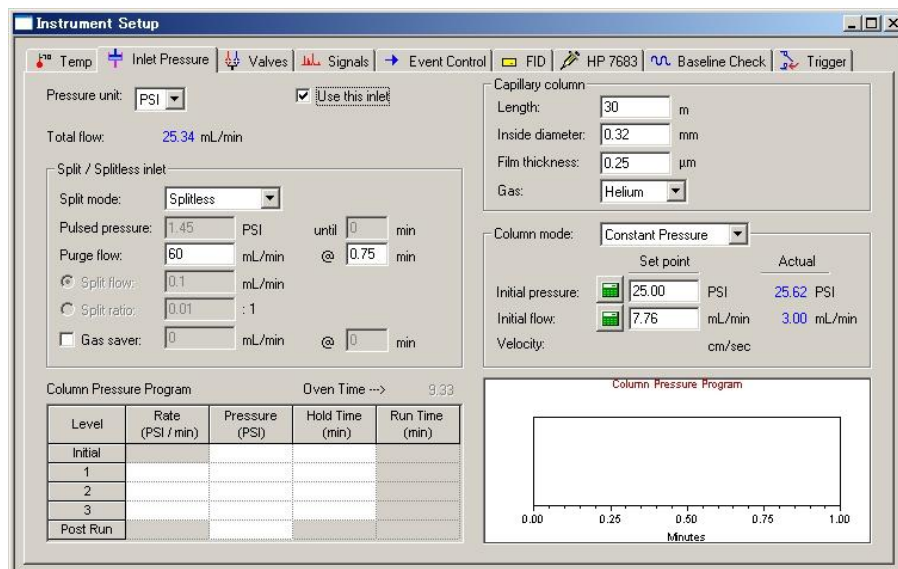 Instrument Setup
Temp Inlet Pressure Valves Signals Event Control FID HP 7683 Baseline Check Trigger
Pressure unit: PSI Use this inlet
Total flow: 25.34 mL/min
Split / Splitless inlet
Split mode: Splitless
Pulsed pressure: 1.45 PSI until 0 min
Purge flow: 60 mL/min @ 0.75 min
Split flow: 0.1 mL/min
Split ratio: 0.01 : 1
Gas saver: 0 mL/min @ 0 min
Capillary column
Length: 30 m
Inside diameter: 0.32 mm
Film thickness: 0.25 µm
Gas: Helium
Column mode: Constant Pressure
Set point Actual
Initial pressure: 25.00 PSI 25.62 PSI
Initial flow: 7.76 mL/min 3.00 mL/min
Velocity: cm/sec
Column Pressure Program Oven Time ---> 9.33
Level Rate (PSI / min) Pressure (PSI) Hold Time (min) Run Time (min)
Initial
1
2
3
Post Run
Column Pressure Program
0.00 0.25 0.50 0.75 1.00
Minutes